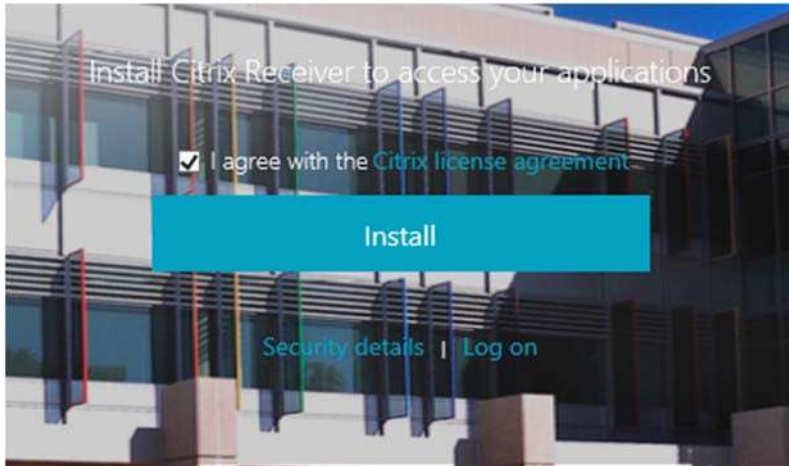 Install Citrix Receiver to access your applications
I agree with the Citrix license agreement
Install
Security details | Log on